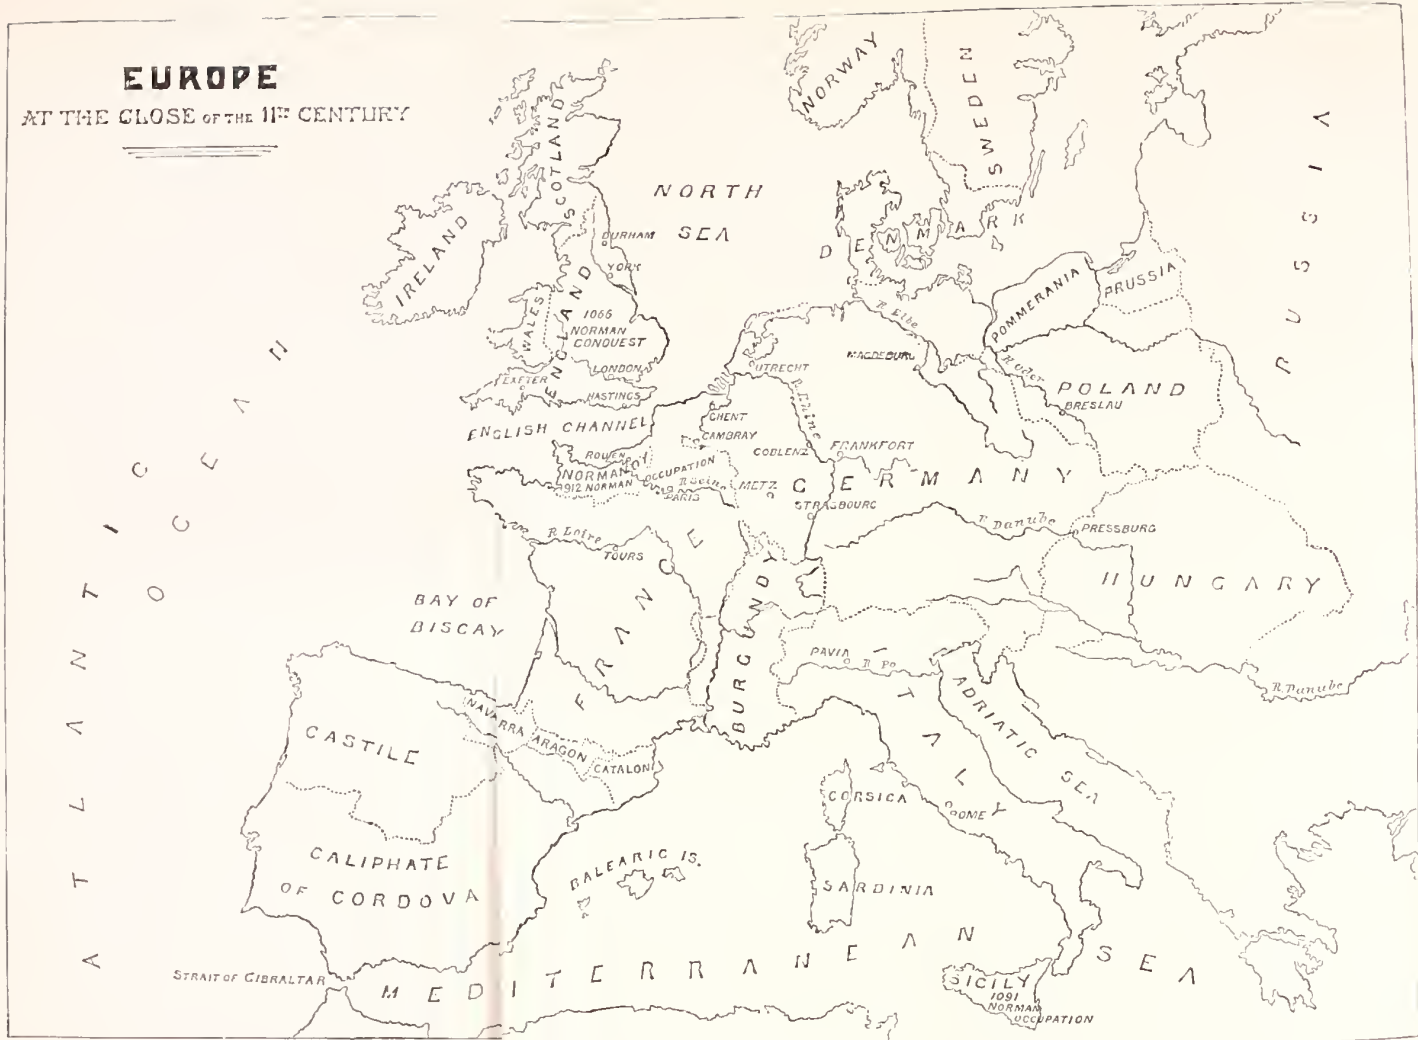 EUROPE
AT THE CLOSE OF THE 11TH CENTURY
NORWAY
SWEDEN
RUSSIA
SCOTLAND
NORTH
SEA
IRELAND
DURHAM
YORK
DENMARK
ENGLAND
WALES
1066
NORMAN
CONQUEST
LONDON
EXETER
HASTINGS
ENGLISH CHANNEL
POMMERANIA
PRUSSIA
R. Elbe
MAGDEBURG
R. Oder
POLAND
BRESLAU
UTRECHT
R. Rhine
GHENT
CAMBRAY
COBLENZ
FRANKFORT
ROUEN
NORMANDY
912 NORMAN OCCUPATION
R. Sein
PARIS
METZ
GERMANY
STRASBOURG
R. Danube
PRESSBURG
HUNGARY
R. Loire
TOURS
FRANCE
BURGUNDY
ATLANTIC
OCEAN
BAY OF
BISCAY
PAVIA
R. Po
ITALY
ADRIATIC SEA
R. Danube
NAVARRA
ARAGON
CATALONI
CASTILE
CORSICA
ROME
CALIPHATE
OF CORDOVA
BALEARIC IS.
SARDINIA
STRAIT OF GIBRALTAR
MEDITERRANEAN SEA
SICILY
1091
NORMAN
OCCUPATION